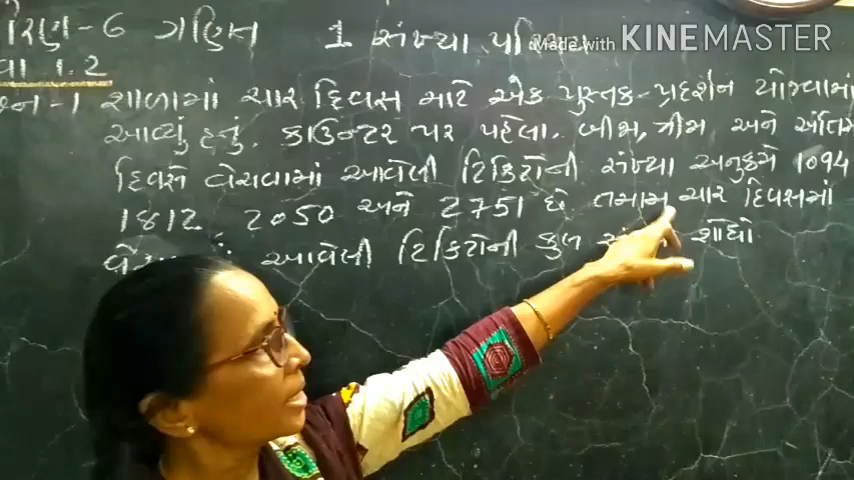 ધોરણ-6 ગણિત 1 સંખ્યા પરિચય
Made with KINEMASTER
1.2
પ્રશ્ન-1 શાળામાં ચાર દિવસ માટે એક પુસ્તક-પ્રદર્શન યોજવામાં
આવ્યું હતું. કાઉન્ટર પર પહેલા, બીજા, ત્રીજા અને અંતિમ
દિવસે વેચવામાં આવેલી ટિકિટોની સંખ્યા અનુક્રમે 1094
1812, 2050 અને 2751 છે તમામ ચાર દિવસમાં
આવેલી ટિકિટોની કુલ શોધો.